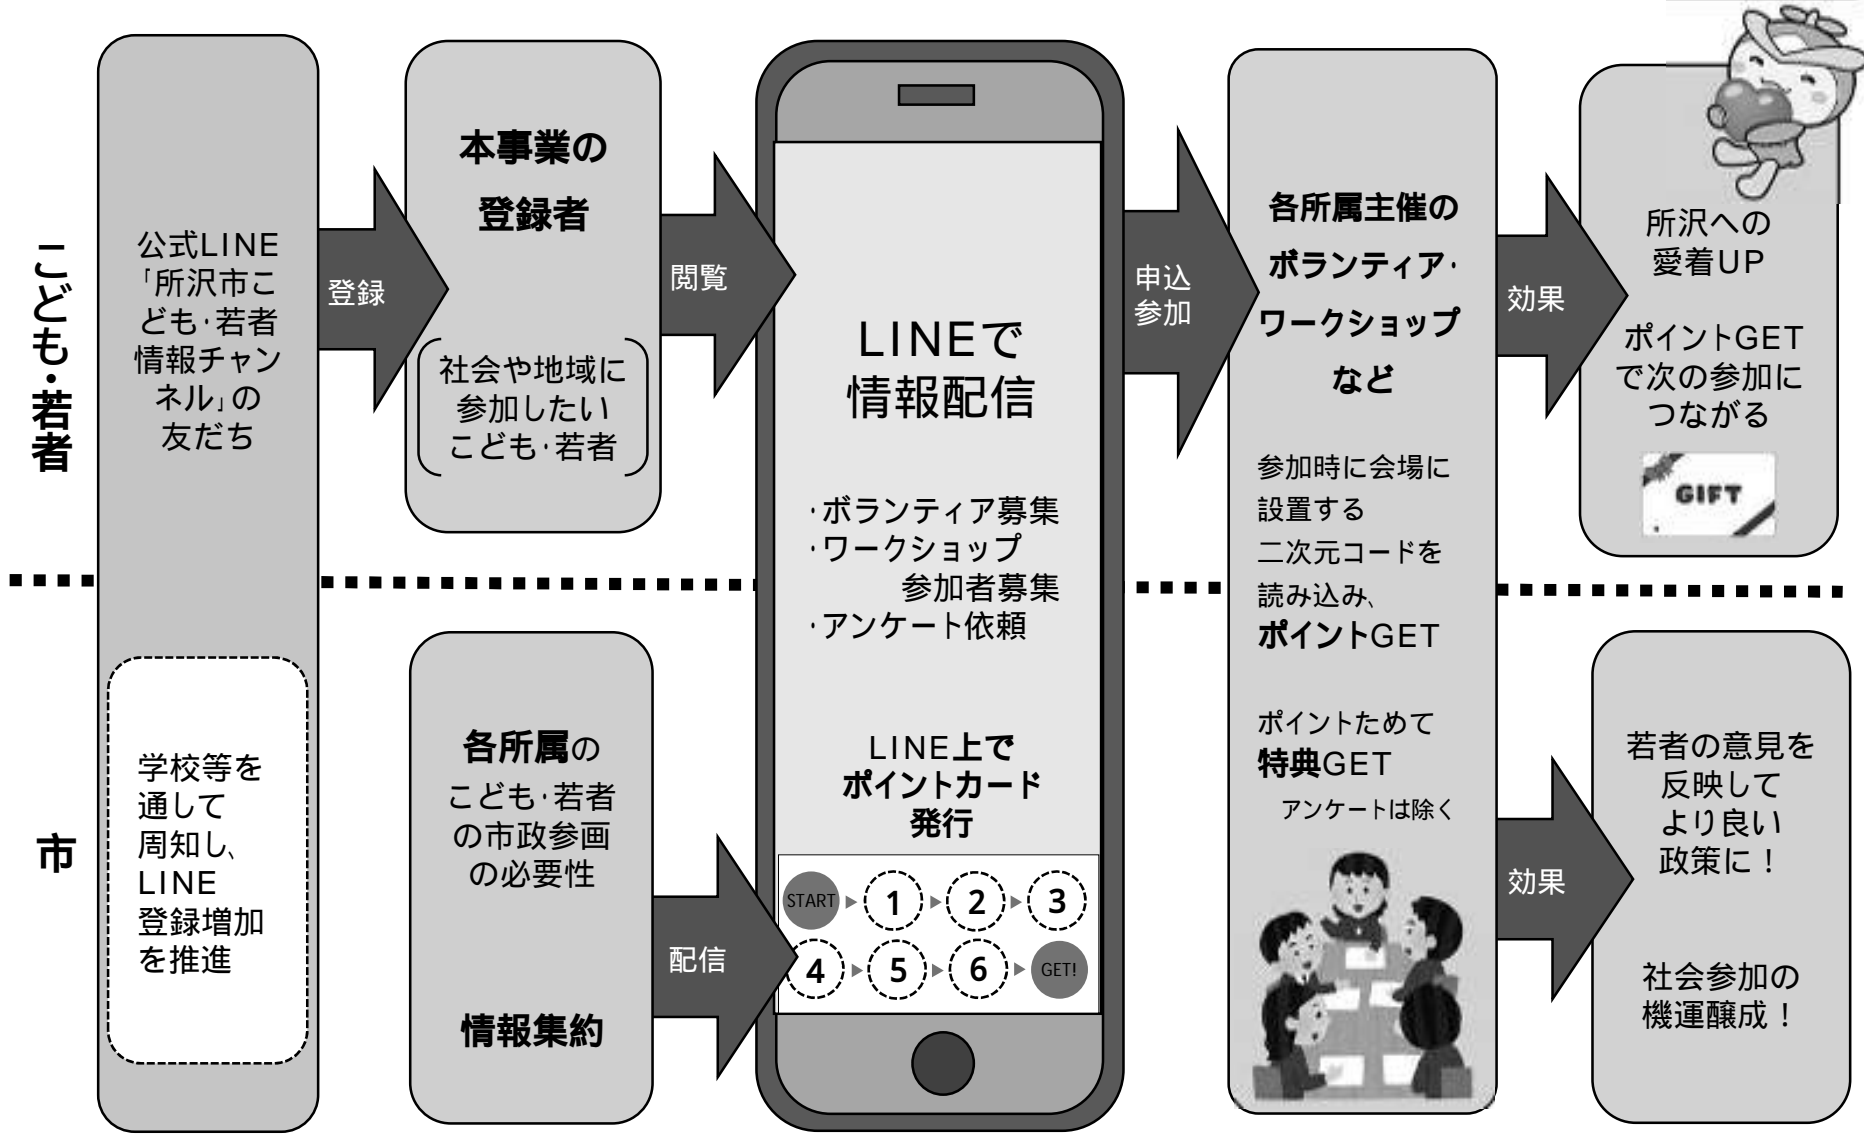 こども・若者
公式LINE
「所沢市こ
ども・若者
情報チャン
ネル」の
友だち
登録
本事業の
登録者
社会や地域に
参加したい
こども・若者
閲覧
LINEで
情報配信
・ボランティア募集
・ワークショップ
参加者募集
・アンケート依頼
LINE上で
ポイントカード
発行
START
1
2
3
4
5
6
GET!
申込
参加
各所属主催の
ボランティア・
ワークショップ
など
参加時に会場に
設置する
二次元コードを
読み込み、
ポイントGET
ポイントためて
特典GET
アンケートは除く
効果
所沢への
愛着UP
ポイントGET
で次の参加に
つながる
GIFT
市
学校等を
通して
周知し、
LINE
登録増加
を推進
各所属の
こども・若者
の市政参画
の必要性
情報集約
配信
効果
若者の意見を
反映して
より良い
政策に！
社会参加の
機運醸成！